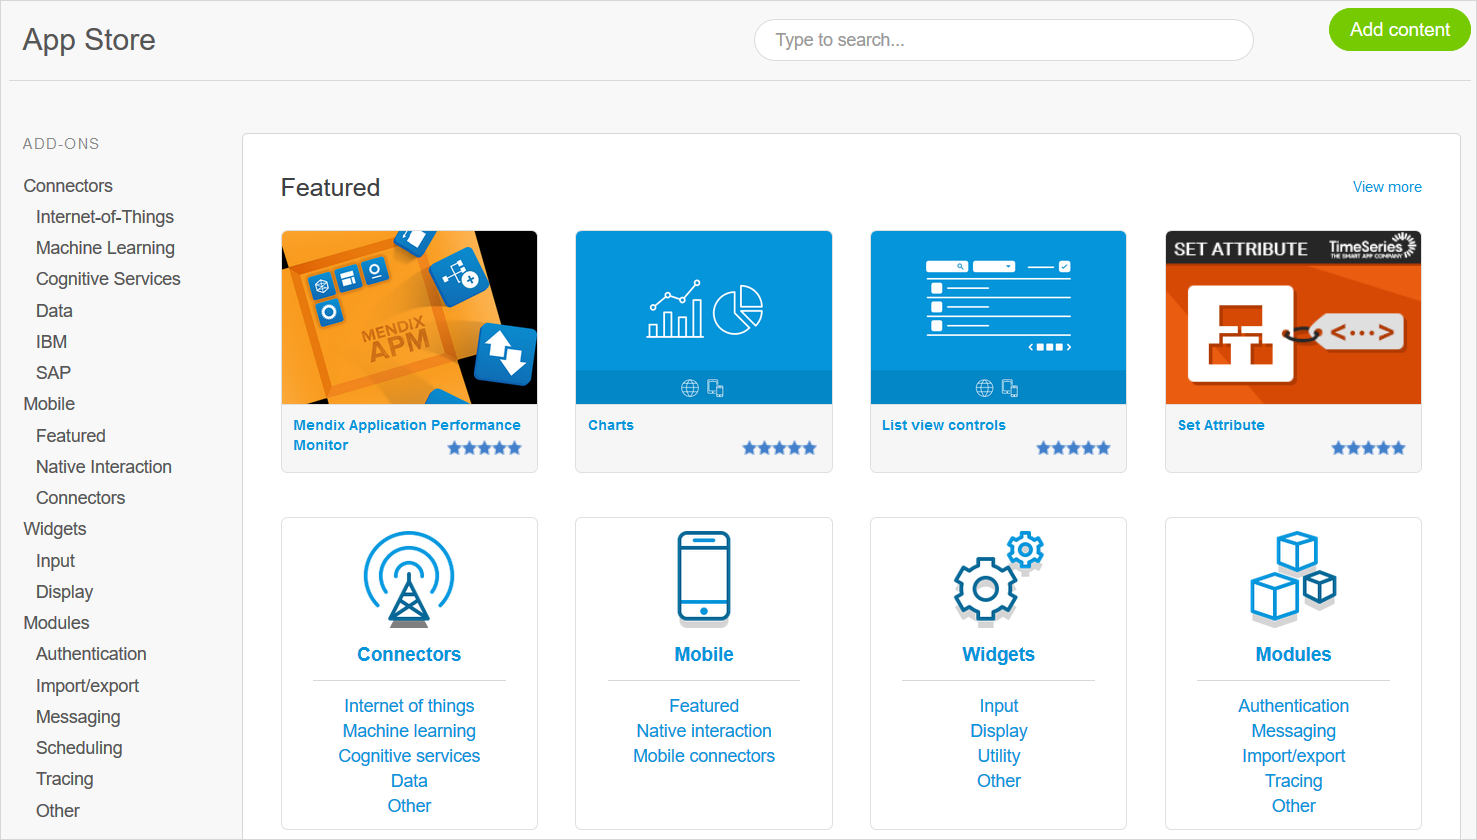 App Store
Type to search...
Add content
ADD-ONS
Connectors
Internet-of-Things
Machine Learning
Cognitive Services
Data
IBM
SAP
Mobile
Featured
Native Interaction
Connectors
Widgets
Input
Display
Modules
Authentication
Import/export
Messaging
Scheduling
Tracing
Other
Featured
View more
MENDIX
APM
SET ATTRIBUTE
TimeSeries
THE SMART APP COMPANY
Mendix Application Performance
Monitor
Charts
List view controls
Set Attribute
Connectors
Internet of things
Machine learning
Cognitive services
Data
Other
Mobile
Featured
Native interaction
Mobile connectors
Widgets
Input
Display
Utility
Other
Modules
Authentication
Messaging
Import/export
Tracing
Other